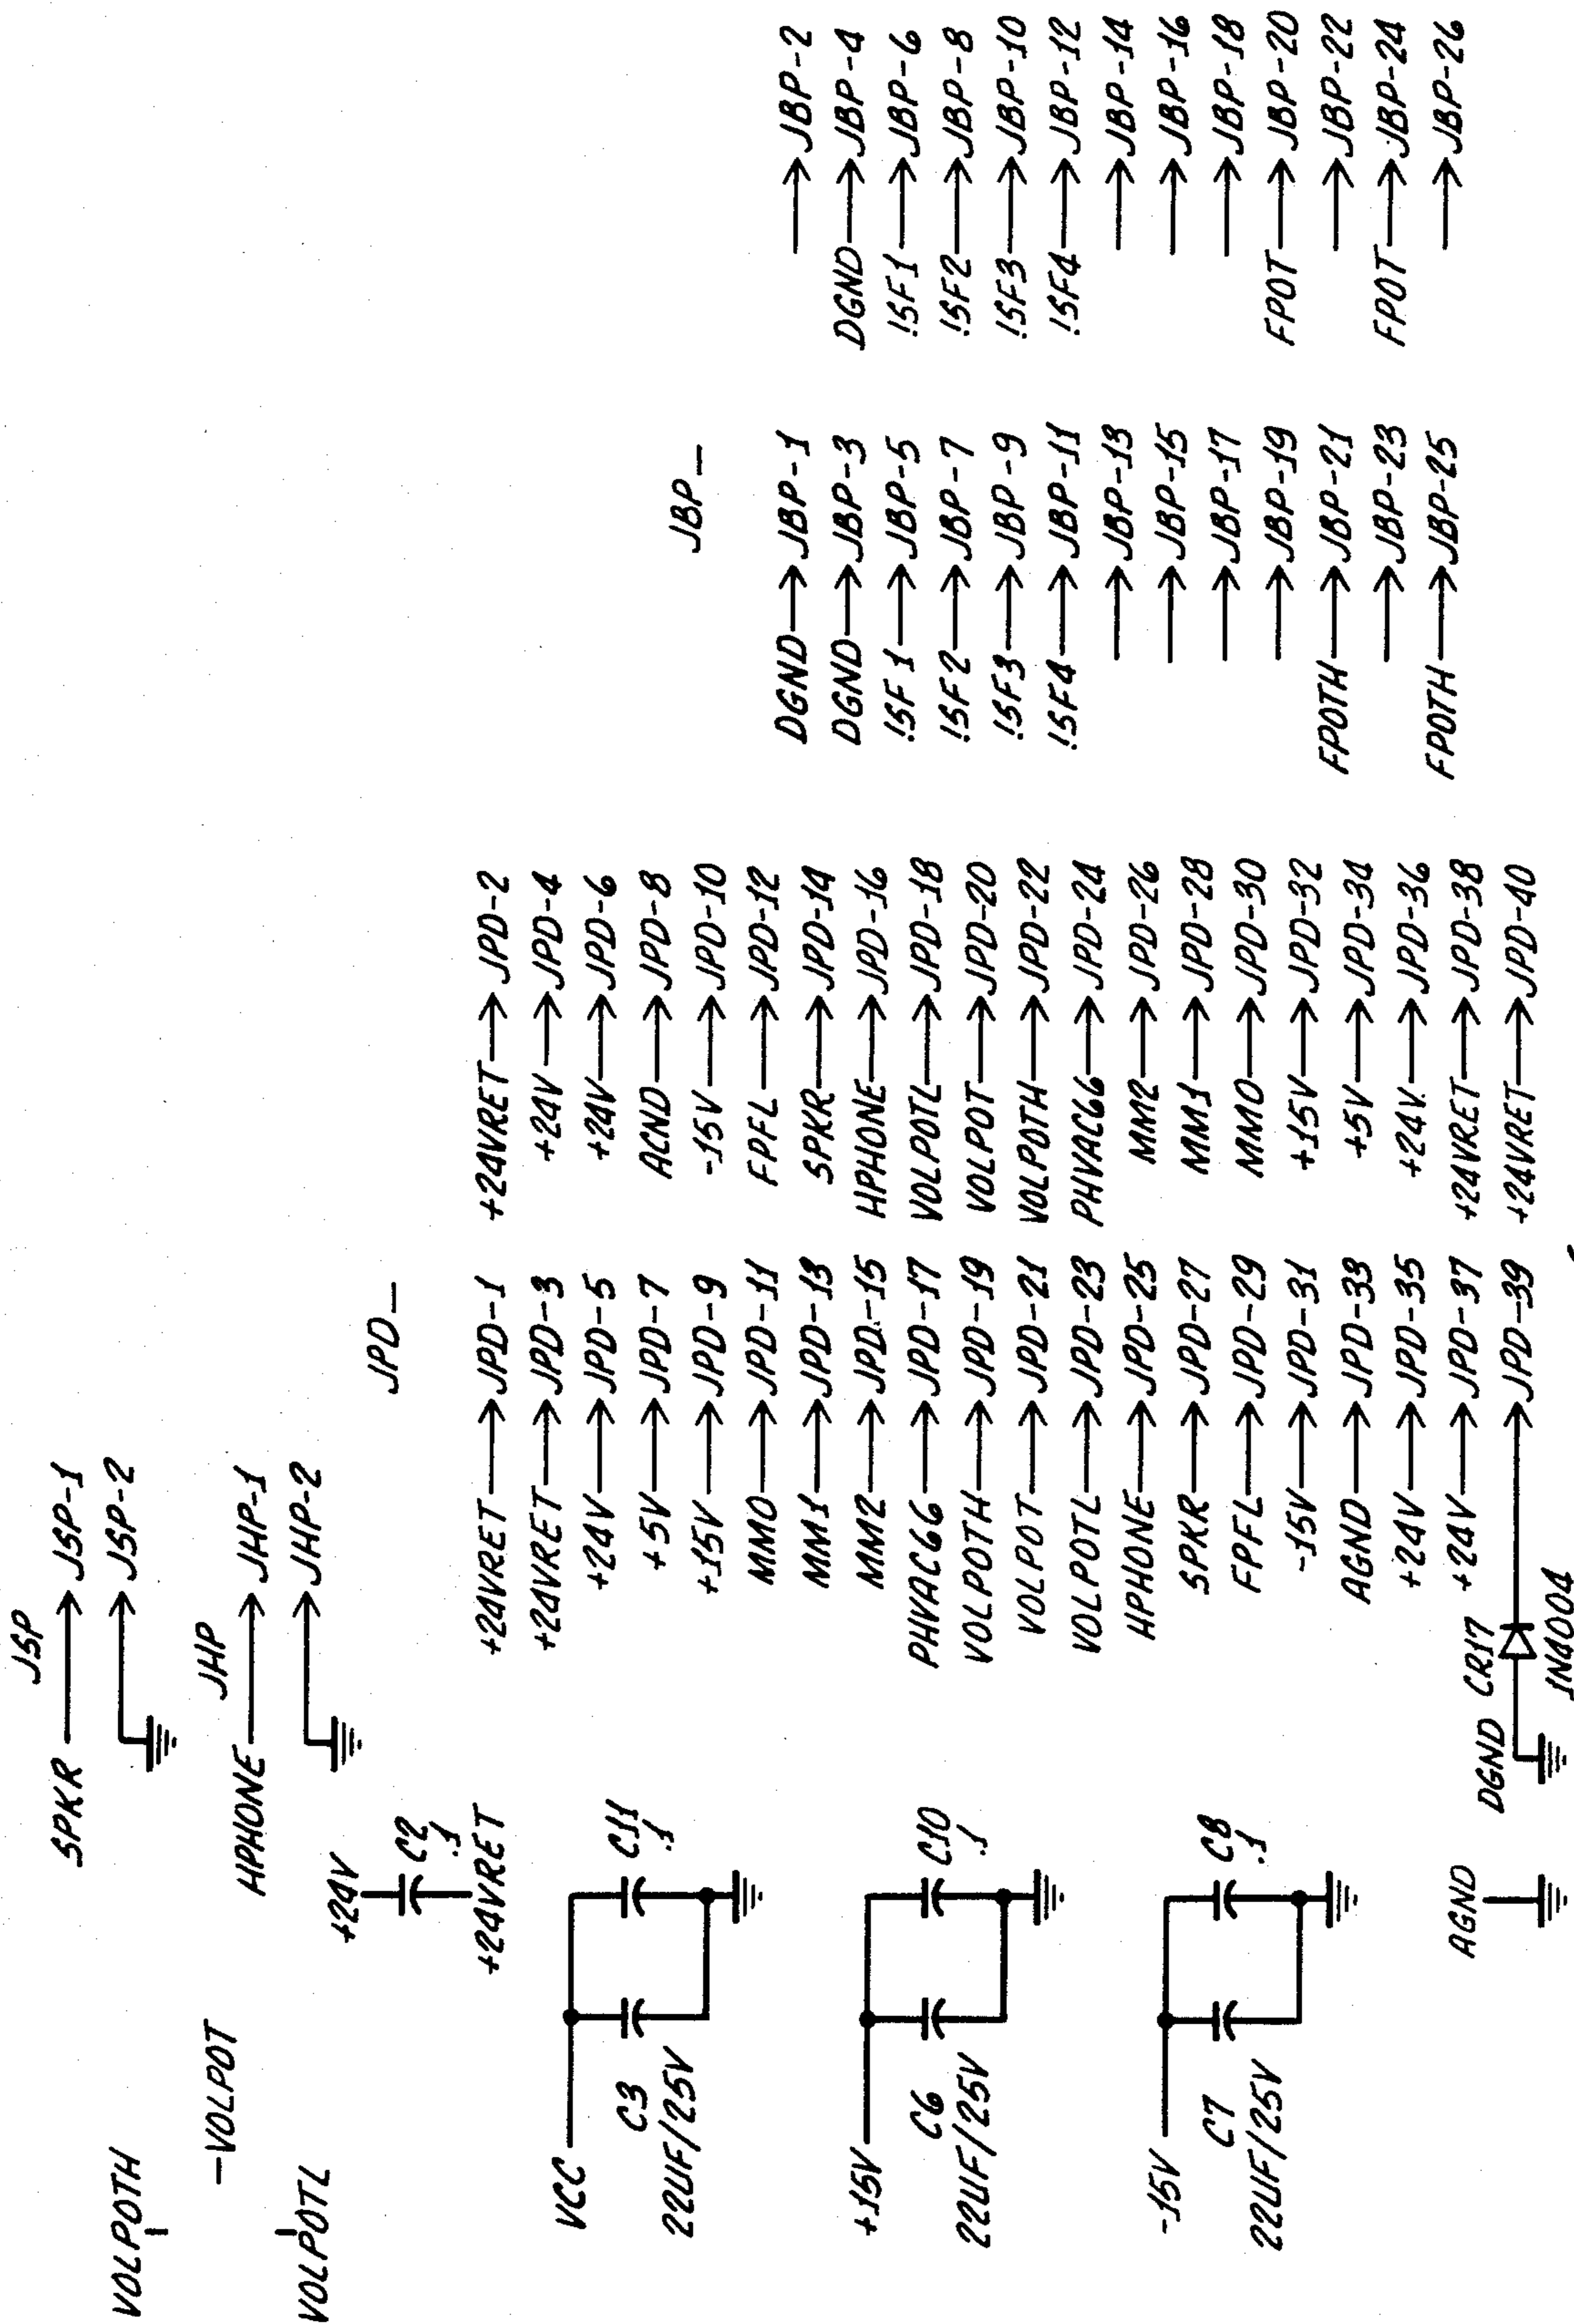 VOLPOTH
-VOLPOT
VOLPOTL
JSP
SPKR JSP-1
JSP-2
JHP
HPHONE JHP-1
JHP-2
+24V
C2
.1
+24VRET
VCC
C3
22UF/25V
C11
.1
+15V
C6
22UF/25V
C10
.1
-15V
C7
22UF/25V
C8
.1
AGND
DGND CR17
1N4004
JPD_
+24VRET JPD-1
+24VRET JPD-3
+24V JPD-5
+5V JPD-7
+15V JPD-9
MM0 JPD-11
MM1 JPD-13
MM2 JPD-15
PHVAC66 JPD-17
VOLPOTH JPD-19
VOLPOT JPD-21
VOLPOTL JPD-23
HPHONE JPD-25
SPKR JPD-27
FPFL JPD-29
-15V JPD-31
AGND JPD-33
+24V JPD-35
+24V JPD-37
JPD-39
+24VRET JPD-2
+24V JPD-4
+24V JPD-6
ACND JPD-8
-15V JPD-10
FPFL JPD-12
SPKR JPD-14
HPHONE JPD-16
VOLPOTL JPD-18
VOLPOT JPD-20
VOLPOTH JPD-22
PHVAC66 JPD-24
MM2 JPD-26
MM1 JPD-28
MM0 JPD-30
+15V JPD-32
+5V JPD-34
+24V JPD-36
+24VRET JPD-38
+24VRET JPD-40
JBP_
DGND JBP-1
DGND JBP-3
!SF1 JBP-5
!SF2 JBP-7
!SF3 JBP-9
!SF4 JBP-11
JBP-13
JBP-15
JBP-17
JBP-19
FPOTH JBP-21
JBP-23
FPOTH JBP-25
JBP-2
DGND JBP-4
!SF1 JBP-6
!SF2 JBP-8
!SF3 JBP-10
!SF4 JBP-12
JBP-14
JBP-16
JBP-18
FPOT JBP-20
JBP-22
FPOT JBP-24
JBP-26